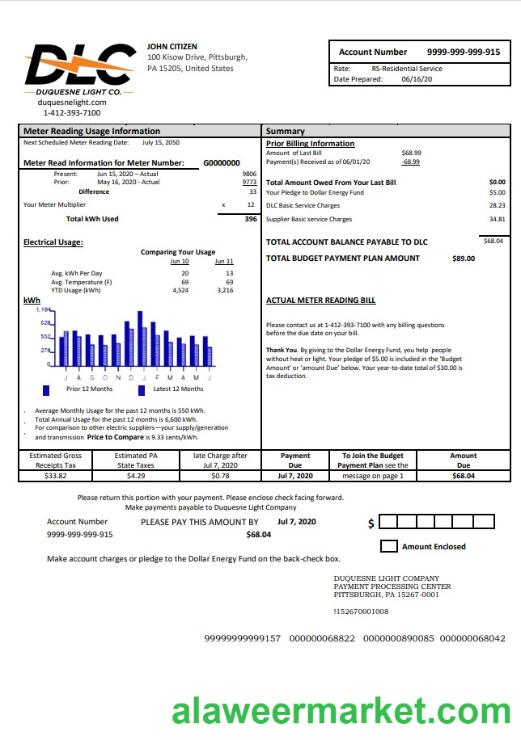 DLC
DUQUESNE LIGHT CO.
duquesnelight.com
1-412-393-7100
JOHN CITIZEN
100 Kisow Drive, Pittsburgh,
PA 15205, United States
Account Number 9999-999-999-915
Rate: RS-Residential Service
Date Prepared: 06/16/20
Meter Reading Usage Information
Next Scheduled Meter Reading Date: July 15, 2050
Meter Read Information for Meter Number: G0000000
Present: Jun 15, 2020 – Actual 9806
Prior: May 16, 2020 - Actual 9773
Difference 33
Your Meter Multiplier x 12
Total kWh Used 396
Electrical Usage:
Comparing Your Usage
Jun 10 Jun 11
Avg. kWh Per Day 20 13
Avg. Temperature (F) 69 69
YTD Usage (kWh) 4,524 3,216
kWh
1,104
828
552
276
0
J A S O N D J F M A M J
Prior 12 Months Latest 12 Months
. Average Monthly Usage for the past 12 months is 550 kWh.
. Total Annual Usage for the past 12 months is 6,600 kWh.
. For comparison to other electric suppliers—your supply/generation
. and transmission Price to Compare is 9.33 cents/kWh.
Summary
Prior Billing Information
Amount of Last Bill $68.99
Payment(s) Received as of 06/01/20 -68.99
Total Amount Owed From Your Last Bill $0.00
Your Pledge to Dollar Energy Fund $5.00
DLC Basic Service Charges 28.23
Supplier Basic service Charges 34.81
TOTAL ACCOUNT BALANCE PAYABLE TO DLC $68.04
TOTAL BUDGET PAYMENT PLAN AMOUNT $89.00
ACTUAL METER READING BILL
Please contact us at 1-412-393-7100 with any billing questions
before the due date on your bill.
Thank You. By giving to the Dollar Energy Fund, you help people
without heat or light. Your pledge of $5.00 is included in the 'Budget
Amount' or 'amount Due' below. Your year-to-date total of $30.00 is
tax deduction.
Estimated Gross Receipts Tax
$33.82
Estimated PA State Taxes
$4.29
late Charge after Jul 7, 2020
$0.78
Payment Due
Jul 7, 2020
To Join the Budget
Payment Plan see the
message on page 1
Amount Due
$68.04
Please return this portion with your payment. Please enclose check facing forward.
Make payments payable to Duquesne Light Company
Account Number PLEASE PAY THIS AMOUNT BY Jul 7, 2020 $
9999-999-999-915 $68.04
Amount Enclosed
Make account charges or pledge to the Dollar Energy Fund on the back-check box.
DUQUESNE LIGHT COMPANY
PAYMENT PROCESSING CENTER
PITTSBURGH, PA 15267-0001
!152670001008
99999999999157 000000068822 0000000890085 000000068042
alaweermarket.com